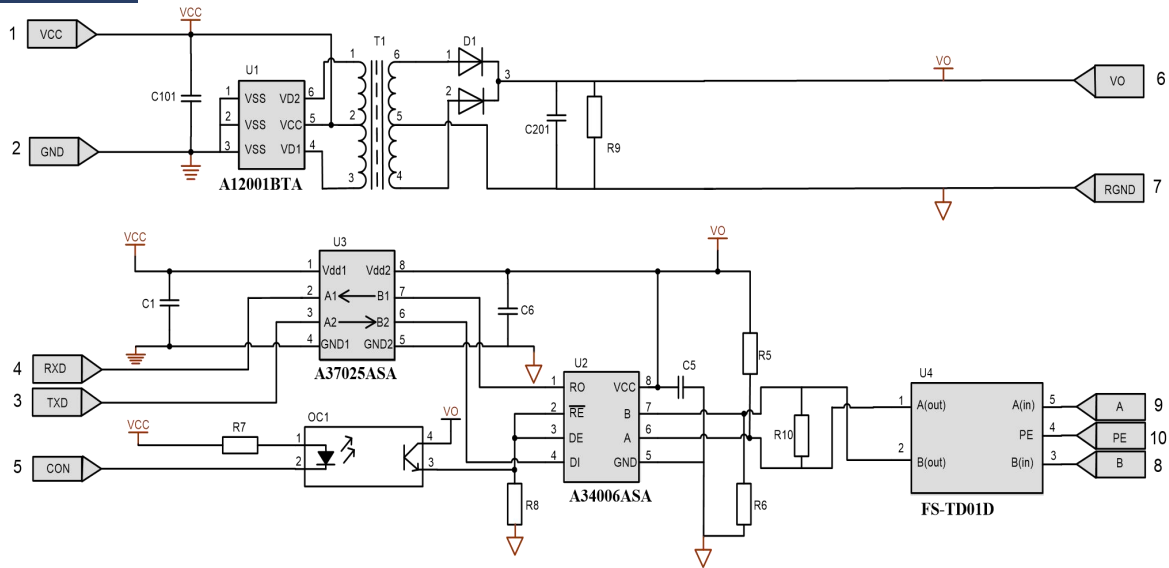 VCC
1 VCC
T1
D1
U1
1 6 1
3
VO
VO 6
C101
1 VSS VD2 6
2
2 VSS VCC 5
2 5
C201
R9
2 GND
3 VSS VD1 4
3 4
A12001BTA
RGND 7
U3
VCC
VO
1 Vdd1 Vdd2 8
2 A1 B1 7
C1
C6
3 A2 B2 6
4 GND1 GND2 5
R5
A37025ASA
U2
4 RXD
C5
U4
1 RO VCC 8
3 TXD
2 RE B 7
1 A(out) A(in) 5
A 9
VCC
R7
OC1
VO
3 DE A 6
R10
PE 4
PE 10
1 4
5 CON
2 3
4 DI GND 5
2 B(out) B(in) 3
B 8
A34006ASA
R8
R6
FS-TD01D